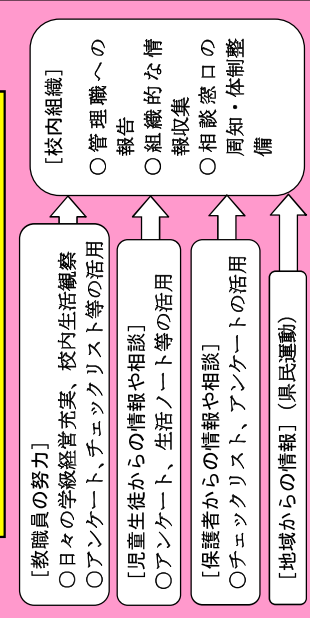 [教職員の努力]
○日々の学級経営充実、校内生活観察
○アンケート、チェックリスト等の活用
[児童生徒からの情報や相談]
○アンケート、生活ノート等の活用
[保護者からの情報や相談]
○チェックリスト、アンケートの活用
[地域からの情報]（県民運動）
[校内組織]
○管理職への
報告
○組織的な情
報収集
○相談窓口の
周知・体制整
備